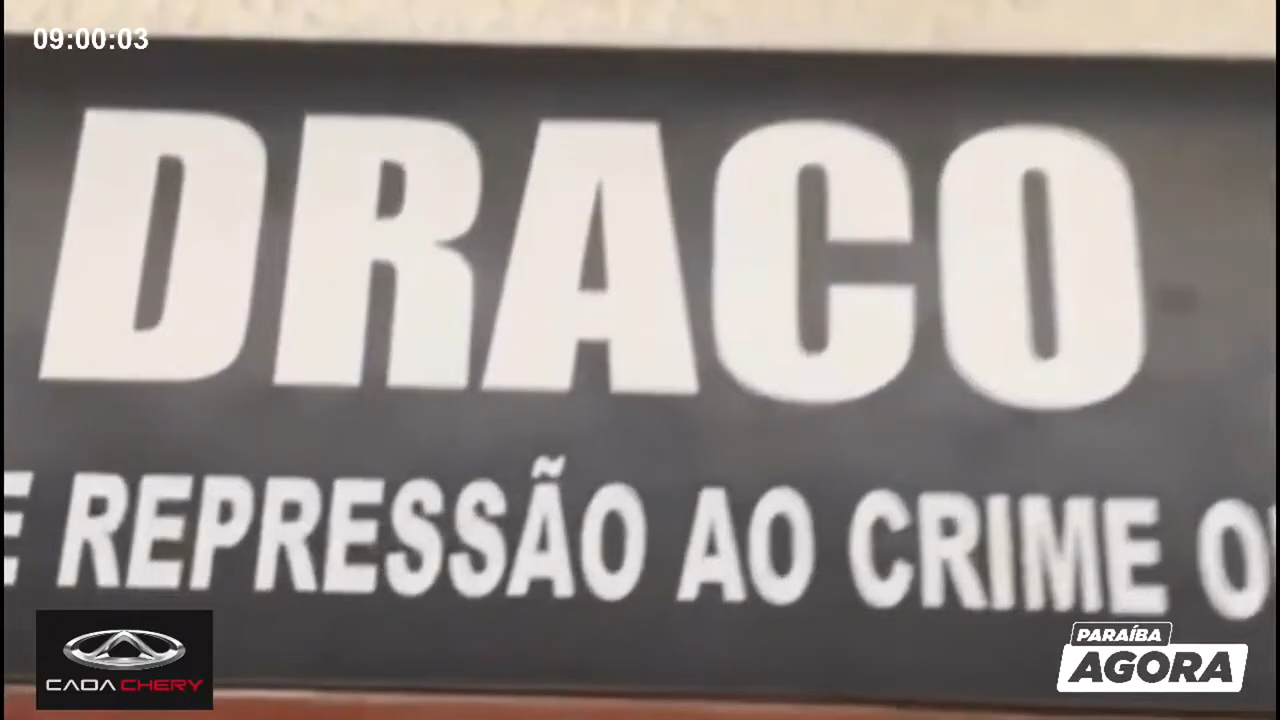 09:00:03
DRACO
E REPRESSÃO AO CRIME O
CAOA CHERY
PARAÍBA
AGORA